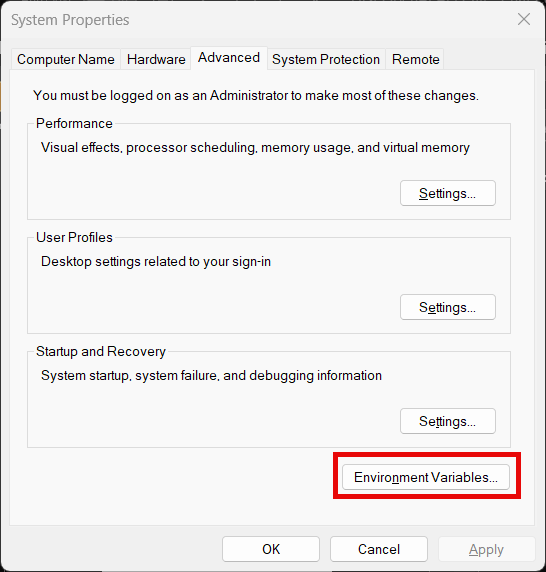 System Properties
Computer Name Hardware Advanced System Protection Remote
You must be logged on as an Administrator to make most of these changes.
Performance
Visual effects, processor scheduling, memory usage, and virtual memory
Settings...
User Profiles
Desktop settings related to your sign-in
Settings...
Startup and Recovery
System startup, system failure, and debugging information
Settings...
Environment Variables...
OK Cancel Apply